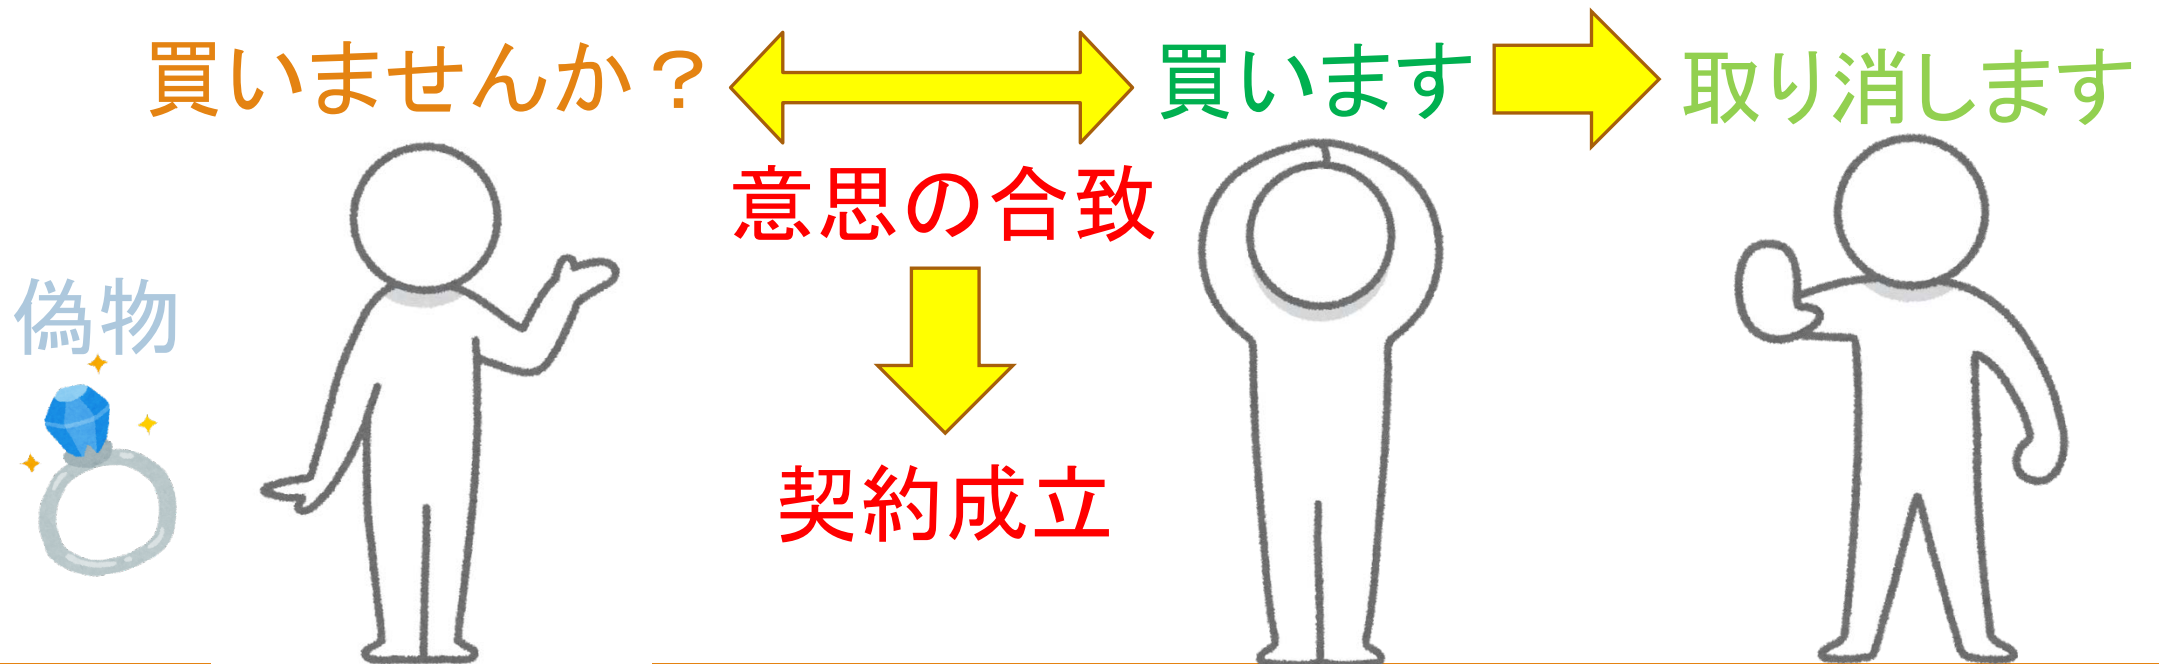 買いませんか？
買います
取り消します
意思の合致
偽物
契約成立